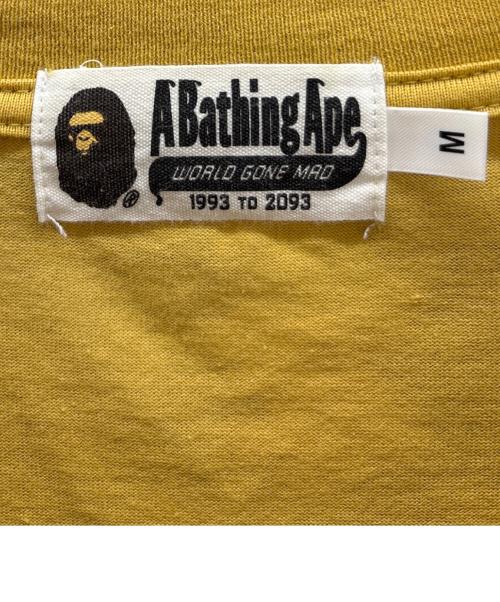 A Bathing Ape
WORLD GONE MAD
1993 TO 2093
®
M